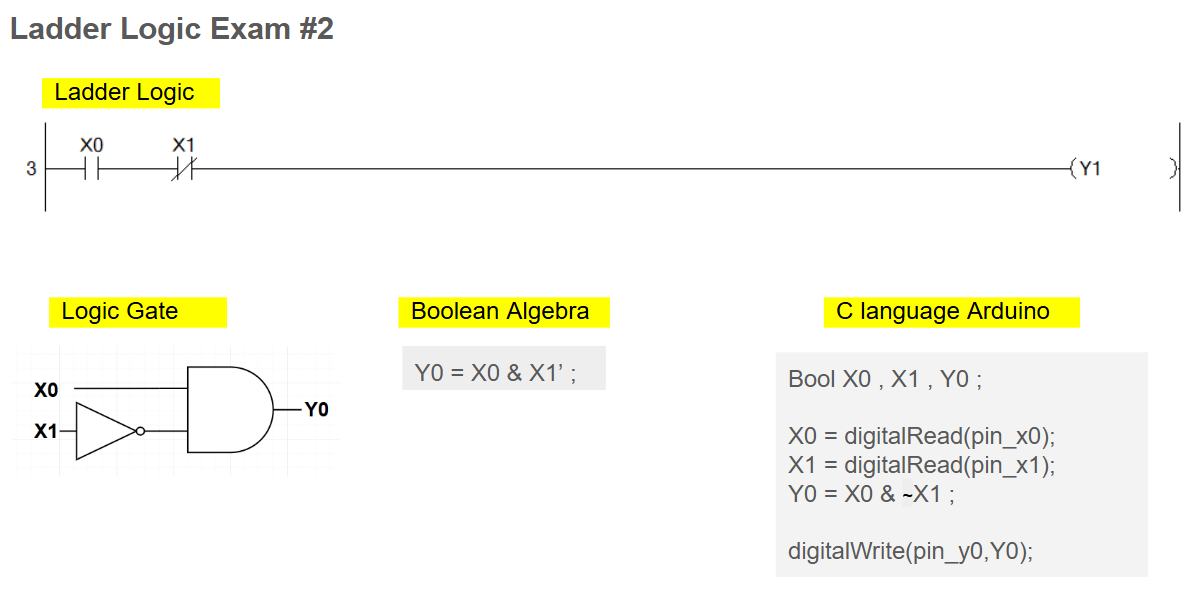 Ladder Logic Exam #2
Ladder Logic
X0 X1
3 (Y1 )
Logic Gate
Boolean Algebra
C language Arduino
X0
X1
Y0
Y0 = X0 & X1’ ;
Bool X0 , X1 , Y0 ;
X0 = digitalRead(pin_x0);
X1 = digitalRead(pin_x1);
Y0 = X0 & ~X1 ;
digitalWrite(pin_y0,Y0);